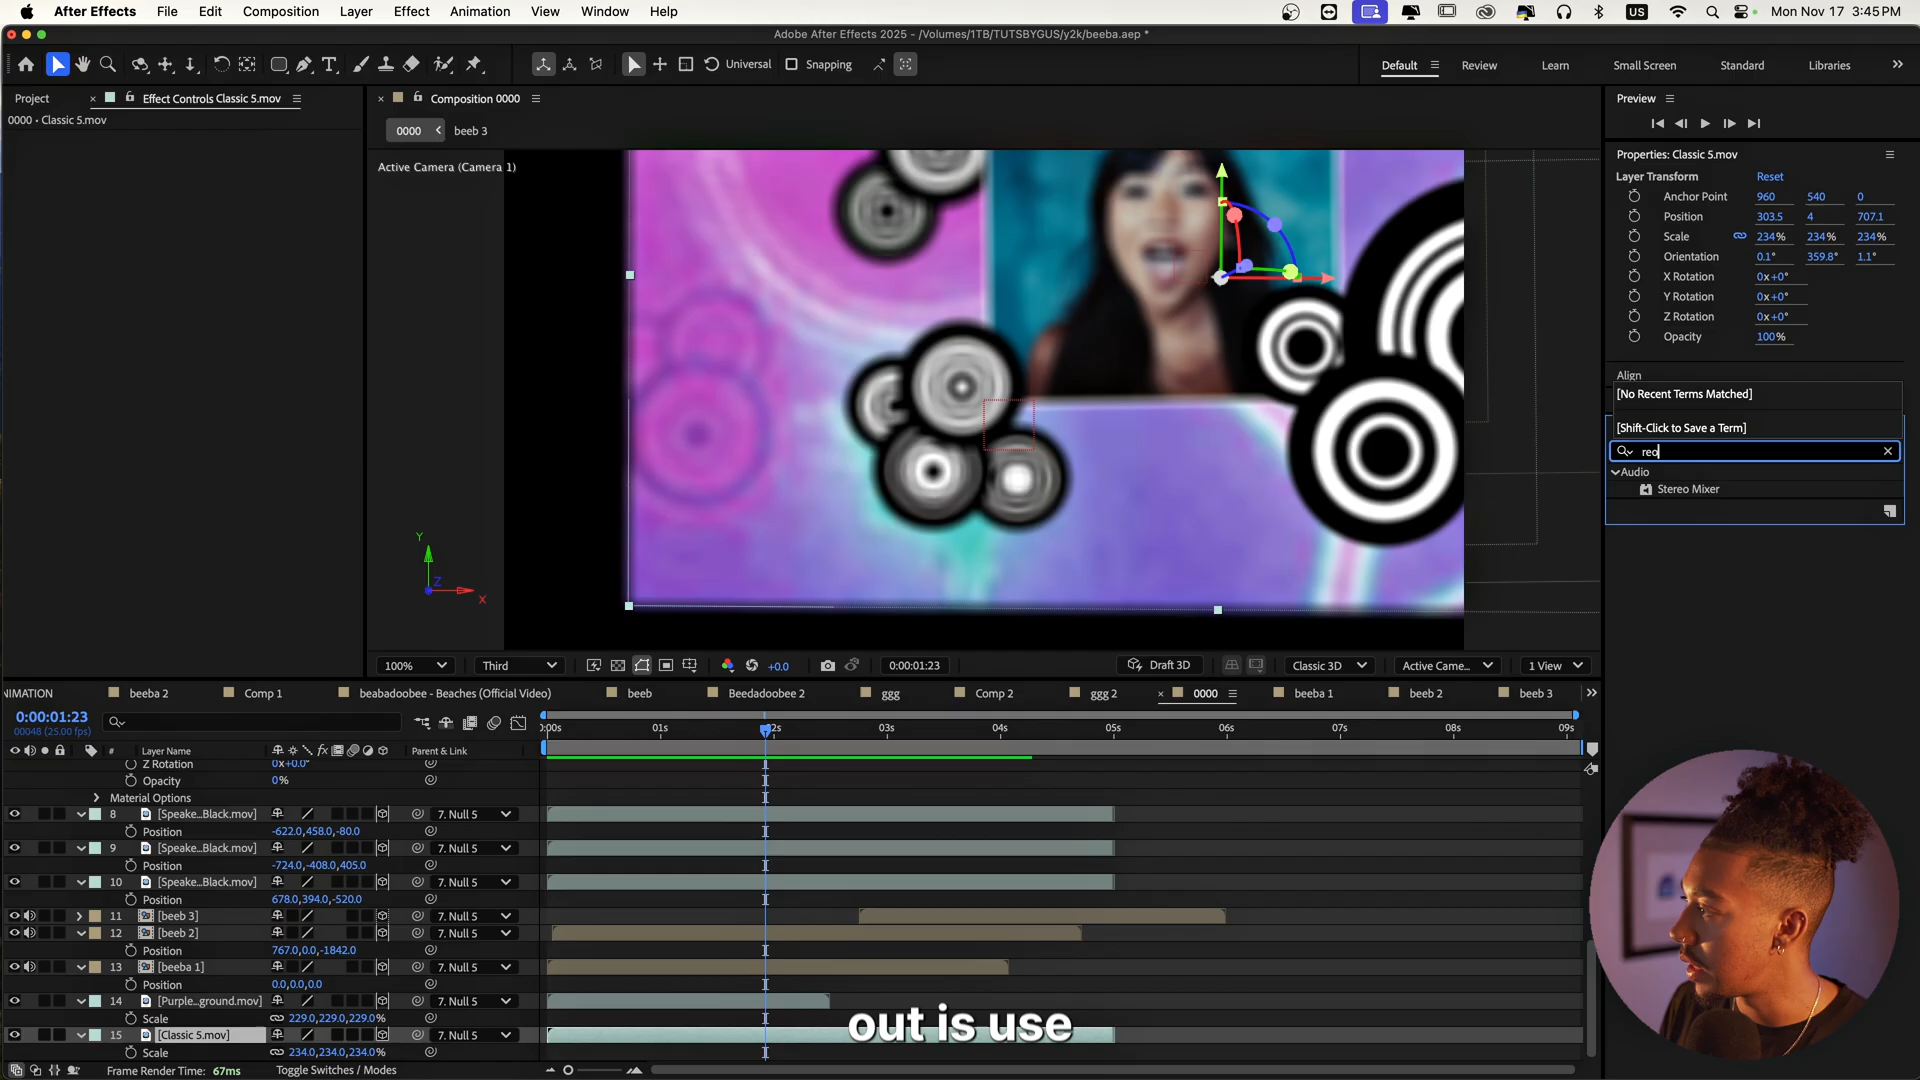 After Effects File Edit Composition Layer Effect Animation View Window Help US Mon Nov 17 3:45 PM
Adobe After Effects 2025 - /Volumes/1TB/TUTSBYGUS/y2k/beeba.aep *
Universal Snapping Default Review Learn Small Screen Standard Libraries
Project Effect Controls Classic 5.mov Composition 0000 Preview
0000 • Classic 5.mov
0000 beeb 3
Active Camera (Camera 1)
Properties: Classic 5.mov
Layer Transform Reset
Anchor Point 960 540 0
Position 303.5 4 707.1
Scale 234% 234% 234%
Orientation 0.1° 359.8° 1.1°
X Rotation 0x+0°
Y Rotation 0x+0°
Z Rotation 0x+0°
Opacity 100%
Align
[No Recent Terms Matched]
[Shift-Click to Save a Term]
reo
Audio
Stereo Mixer
Y
Z
X
100% Third +0.0 0:00:01:23 Draft 3D Classic 3D Active Came... 1 View
NIMATION beeba 2 Comp 1 beabadoobee - Beaches (Official Video) beeb Beedadoobee 2 ggg Comp 2 ggg 2 0000 beeba 1 beeb 2 beeb 3
0:00:01:23
00048 (25.00 fps)
0:00s 01s 02s 03s 04s 05s 06s 07s 08s 09s
# Layer Name Parent & Link
Z Rotation 0x+0.0°
Opacity 0%
Material Options
8 [Speake...Black.mov] 7. Null 5
Position -622.0,458.0,-80.0
9 [Speake...Black.mov] 7. Null 5
Position -724.0,-408.0,405.0
10 [Speake...Black.mov] 7. Null 5
Position 678.0,394.0,-520.0
11 [beeb 3] 7. Null 5
12 [beeb 2] 7. Null 5
Position 767.0,0.0,-1842.0
13 [beeba 1] 7. Null 5
Position 0.0,0.0,0.0
14 [Purple...ground.mov] 7. Null 5
Scale 229.0,229.0,229.0%
15 [Classic 5.mov] 7. Null 5
Scale 234.0,234.0,234.0%
out is use
Frame Render Time: 67ms Toggle Switches / Modes